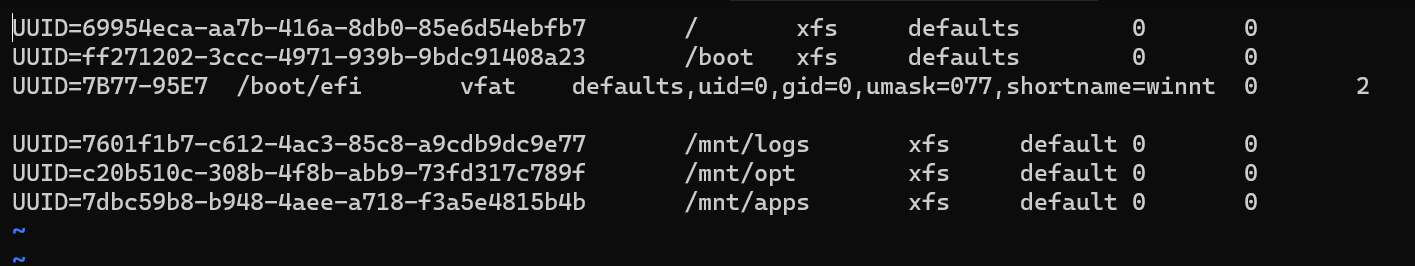 UUID=69954eca-aa7b-416a-8db0-85e6d54ebfb7 / xfs defaults 0 0
UUID=ff271202-3ccc-4971-939b-9bdc91408a23 /boot xfs defaults 0 0
UUID=7B77-95E7 /boot/efi vfat defaults,uid=0,gid=0,umask=077,shortname=winnt 0 2
UUID=7601f1b7-c612-4ac3-85c8-a9cdb9dc9e77 /mnt/logs xfs default 0 0
UUID=c20b510c-308b-4f8b-abb9-73fd317c789f /mnt/opt xfs default 0 0
UUID=7dbc59b8-b948-4aee-a718-f3a5e4815b4b /mnt/apps xfs default 0 0
~
~